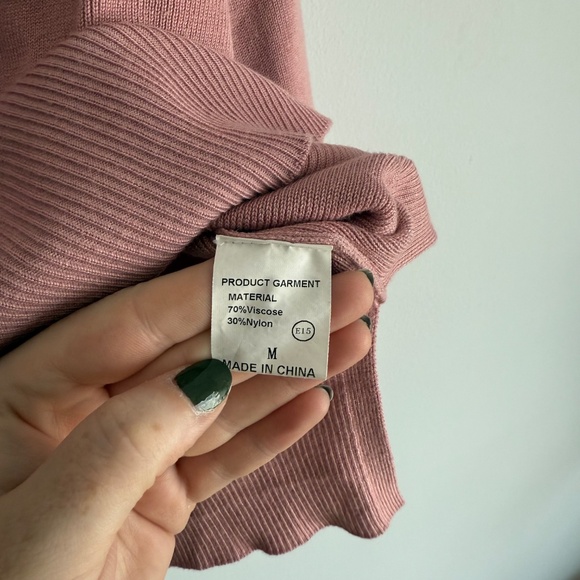 PRODUCT GARMENT
MATERIAL
70%Viscose
30%Nylon
E15
M
MADE IN CHINA